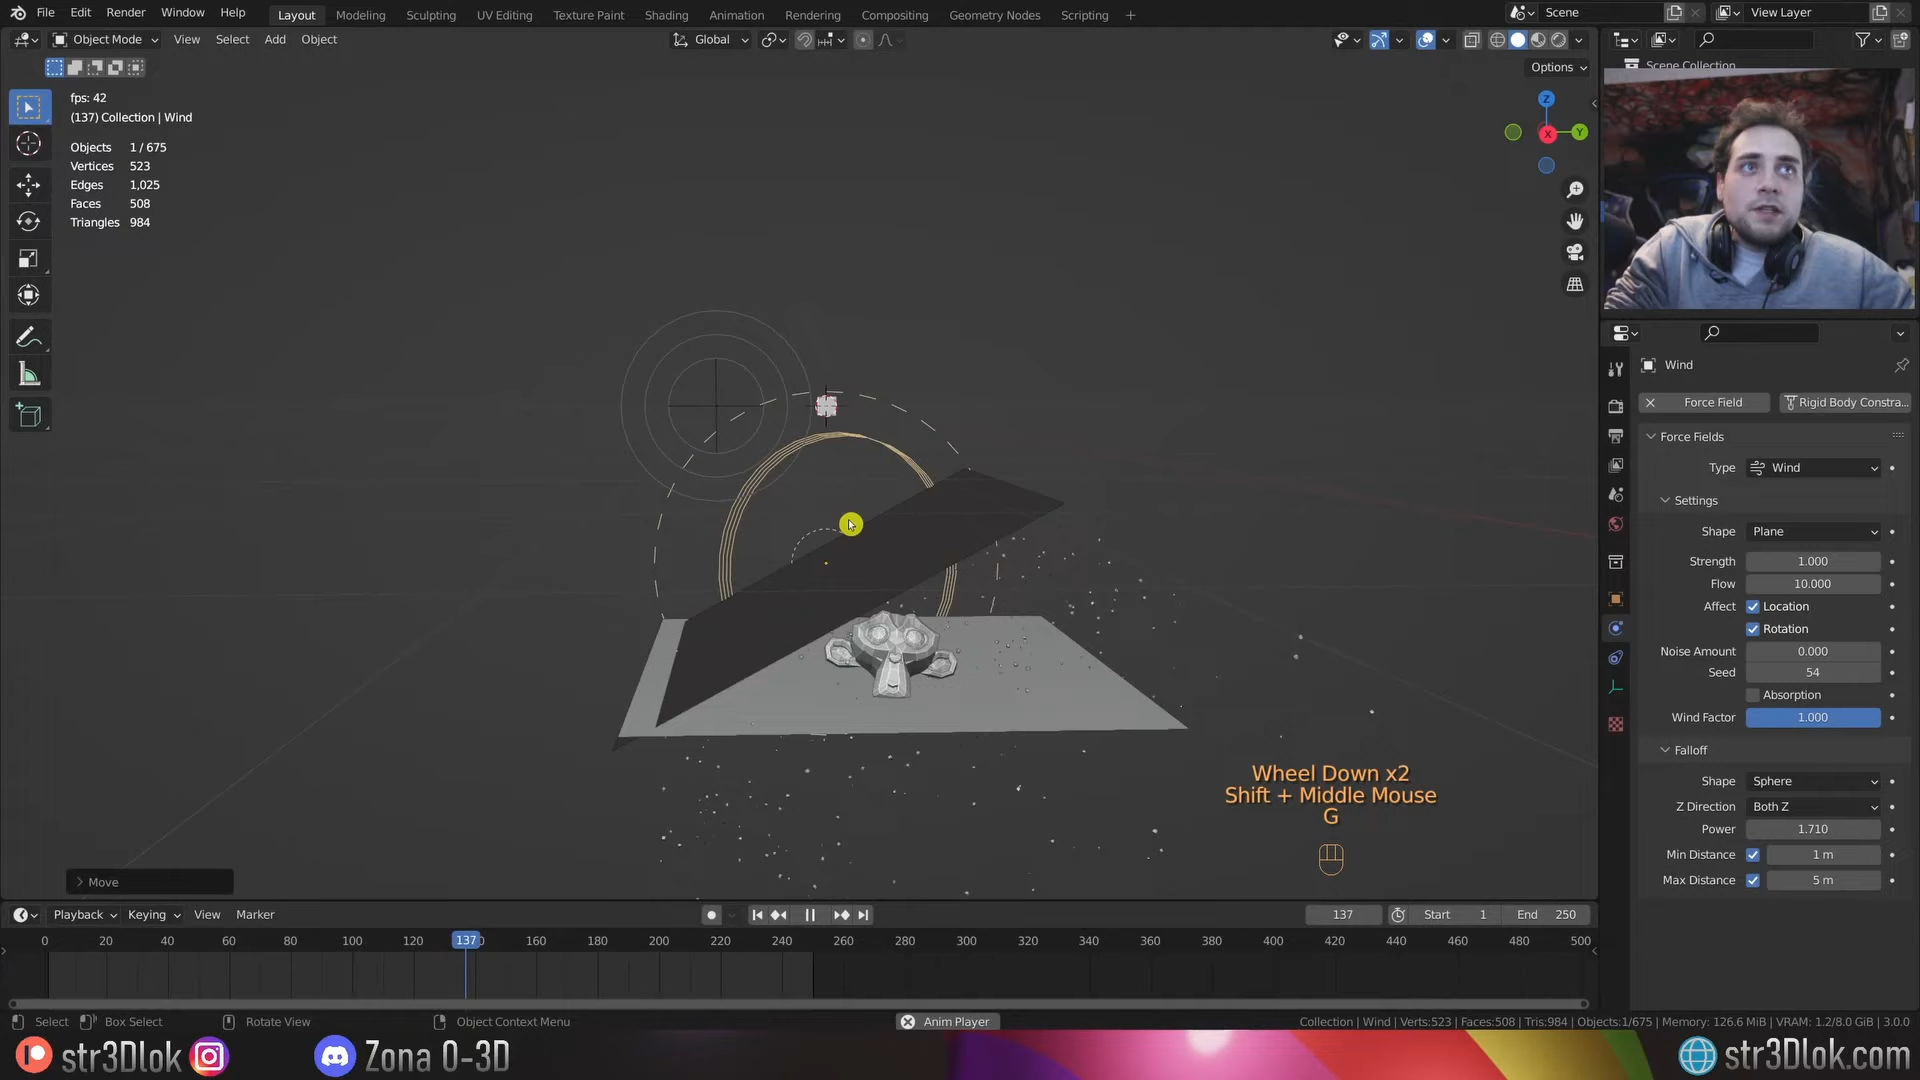 File Edit Render Window Help Layout Modeling Sculpting UV Editing Texture Paint Shading Animation Rendering Compositing Geometry Nodes Scripting + Scene View Layer
Object Mode View Select Add Object Global
Options
Scene Collection
fps: 42
(137) Collection | Wind
Objects 1 / 675
Vertices 523
Edges 1,025
Faces 508
Triangles 984
Z
Y
X
Wind
Force Field Rigid Body Constra...
Force Fields
Type Wind
Settings
Shape Plane
Strength 1.000
Flow 10.000
Affect Location
Rotation
Noise Amount 0.000
Seed 54
Absorption
Wind Factor 1.000
Falloff
Shape Sphere
Z Direction Both Z
Power 1.710
Min Distance 1 m
Max Distance 5 m
Wheel Down x2
Shift + Middle Mouse
G
Move
Playback Keying View Marker 137 Start 1 End 250
0 20 40 60 80 100 120 137 160 180 200 220 240 260 280 300 320 340 360 380 400 420 440 460 480 500
Select Box Select Rotate View Object Context Menu Anim Player Collection | Wind | Verts:523 | Faces:508 | Tris:984 | Objects:1/675 | Memory: 126.6 MiB | VRAM: 1.2/8.0 GiB | 3.0.0
str3Dlok Zona 0-3D str3Dlok.com